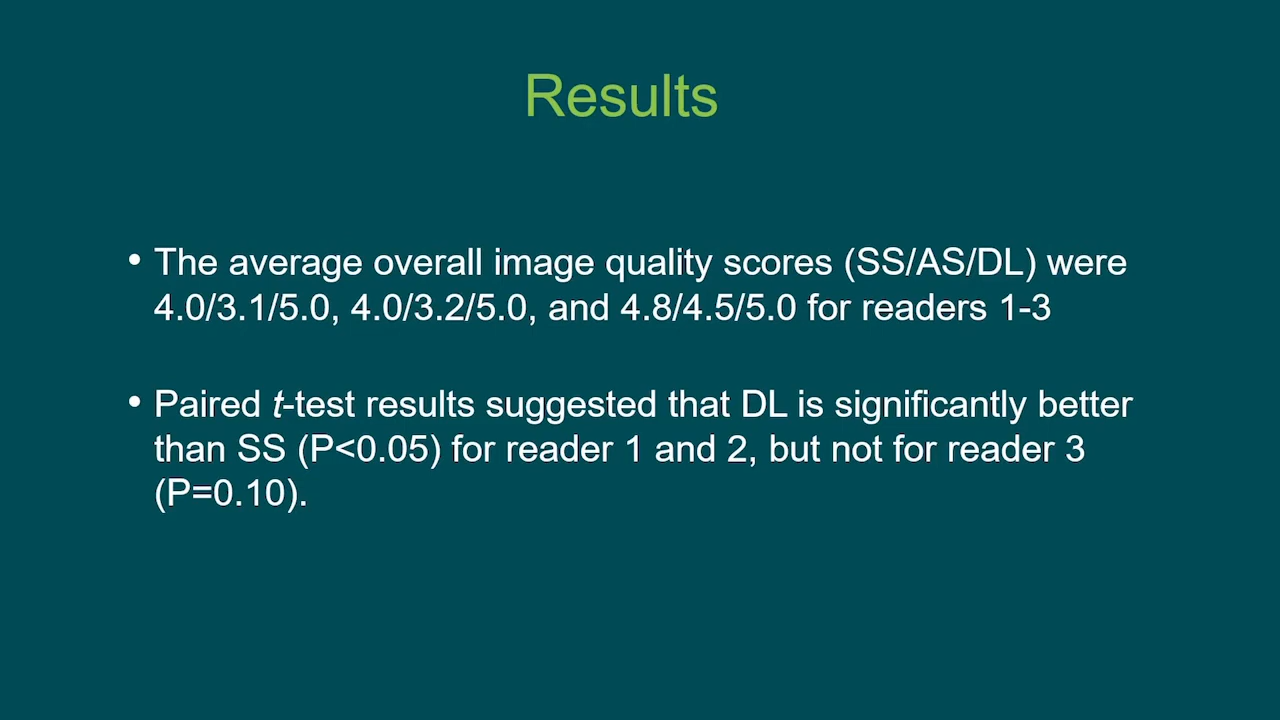 Results
• The average overall image quality scores (SS/AS/DL) were
4.0/3.1/5.0, 4.0/3.2/5.0, and 4.8/4.5/5.0 for readers 1-3
• Paired t-test results suggested that DL is significantly better
than SS (P<0.05) for reader 1 and 2, but not for reader 3
(P=0.10).